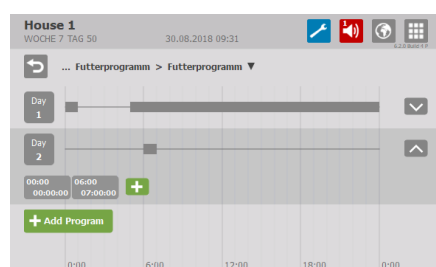 House 1
WOCHE 7 TAG 50 30.08.2018 09:31
6.2.0 Build 1 P
... Futterprogramm > Futterprogramm ▼
Day
1
Day
2
00:00 06:00
00:00:00 07:00:00
Add Program
0:00 6:00 12:00 18:00 0:00